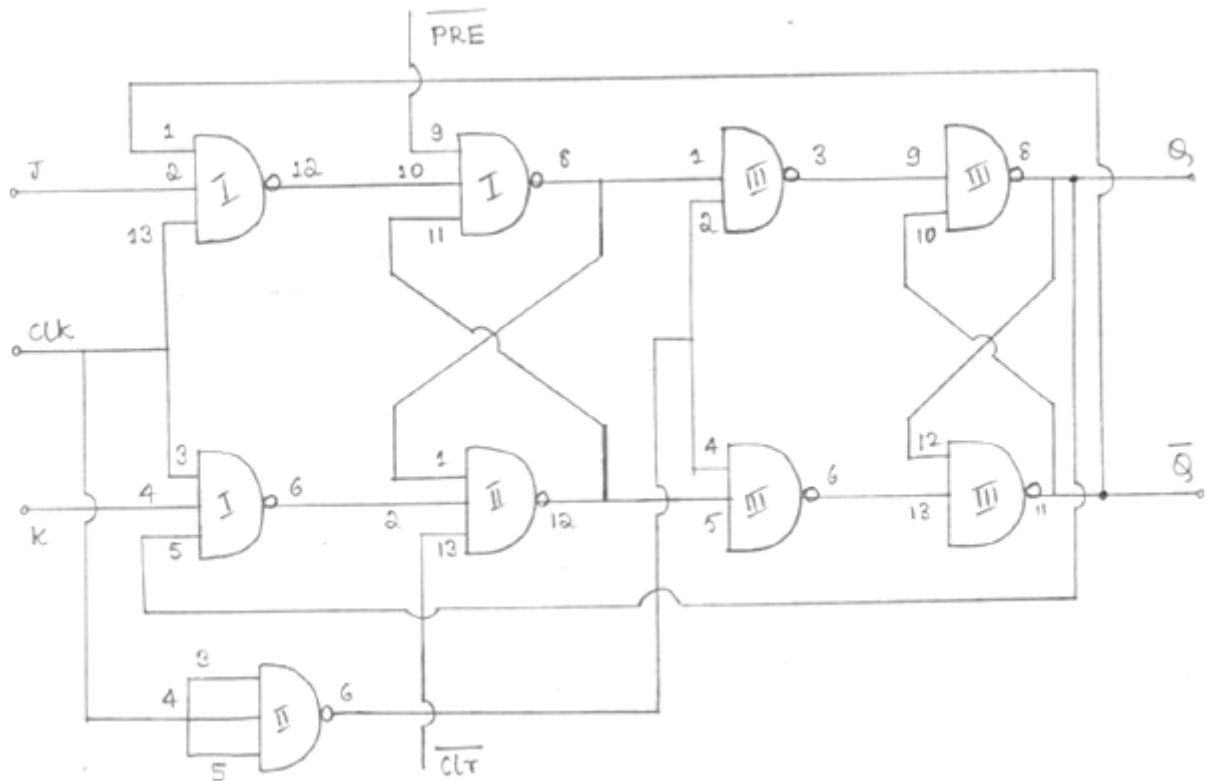 PRE
1 9
J 2 12 10 8 1 3 9 8 Q
I I III III
13 11 2 10
Clk
3 1 4 12 Q
4 6 2 12 6 13 11
K I II III III
5 13 5
3
4 6
II
5 Clr